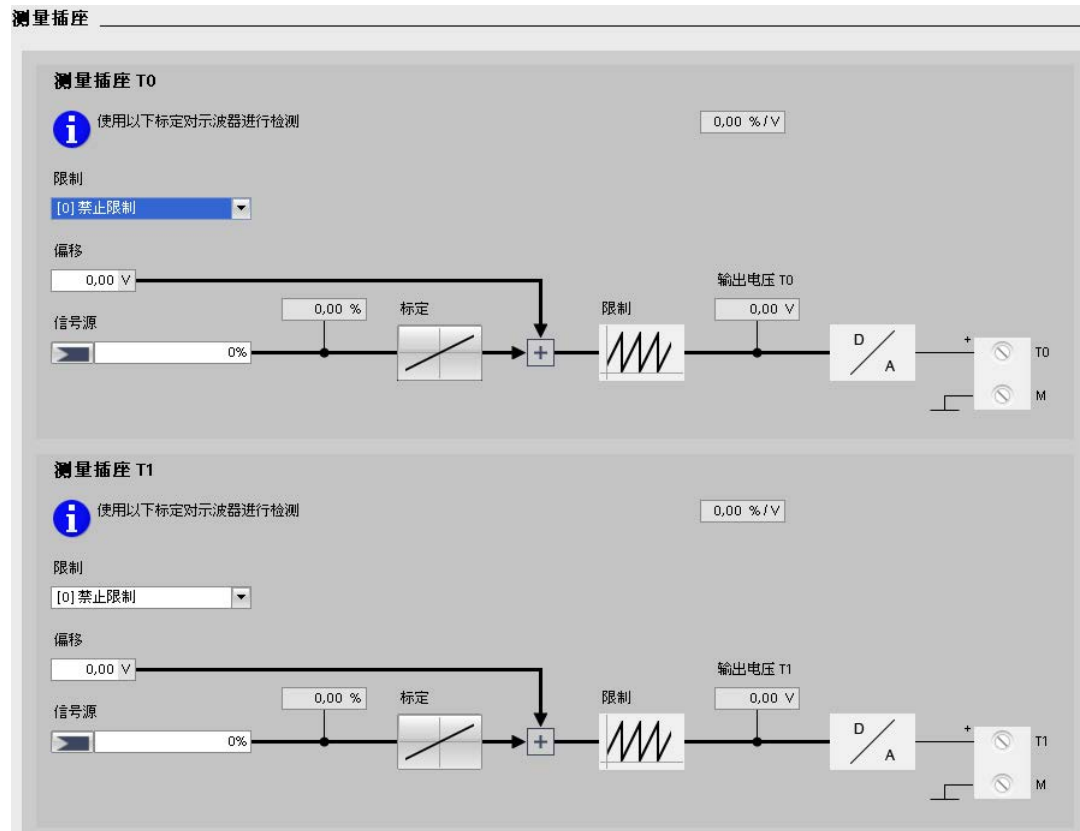 测量插座
测量插座 T0
使用以下标定对示波器进行检测 0,00 %/V
限制
[0] 禁止限制
偏移
0,00 V
输出电压 T0
0,00 % 标定 限制 0,00 V
信号源
0%
+
D
A
+
T0
M
测量插座 T1
使用以下标定对示波器进行检测 0,00 %/V
限制
[0] 禁止限制
偏移
0,00 V
输出电压 T1
0,00 % 标定 限制 0,00 V
信号源
0%
+
D
A
+
T1
M